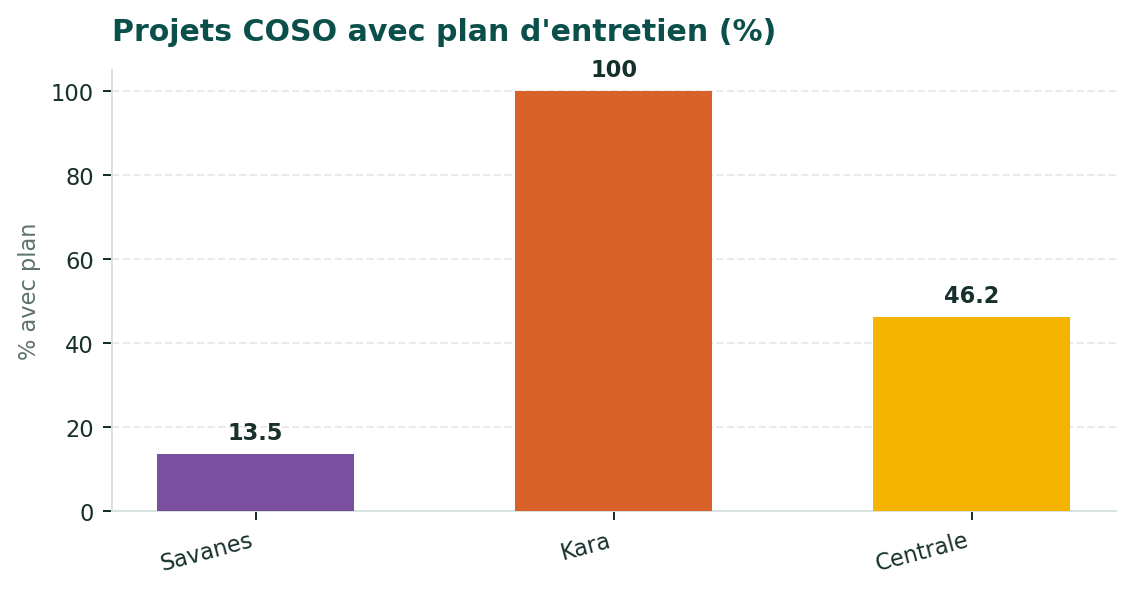 Projets COSO avec plan d'entretien (%)
100
100
80
60
46.2
40
20
13.5
0
% avec plan
Savanes
Kara
Centrale